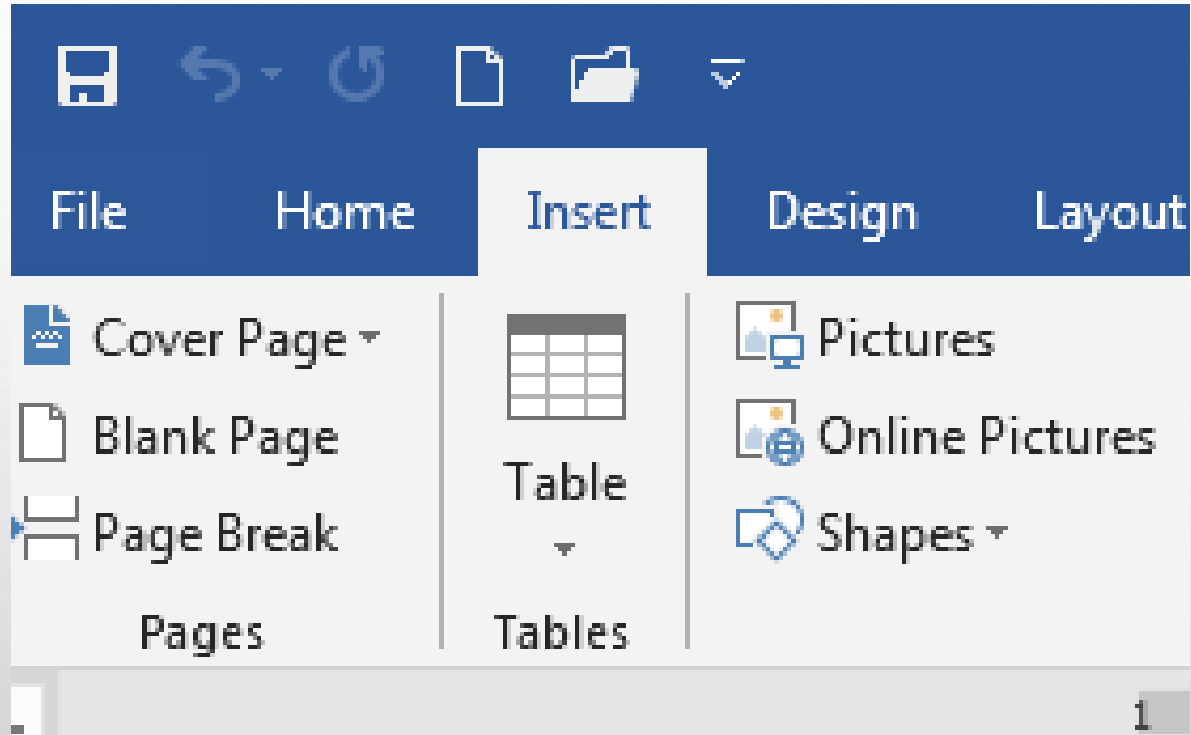 File Home Insert Design Layout
Cover Page
Blank Page
Page Break
Pages
Table
Tables
Pictures
Online Pictures
Shapes
1